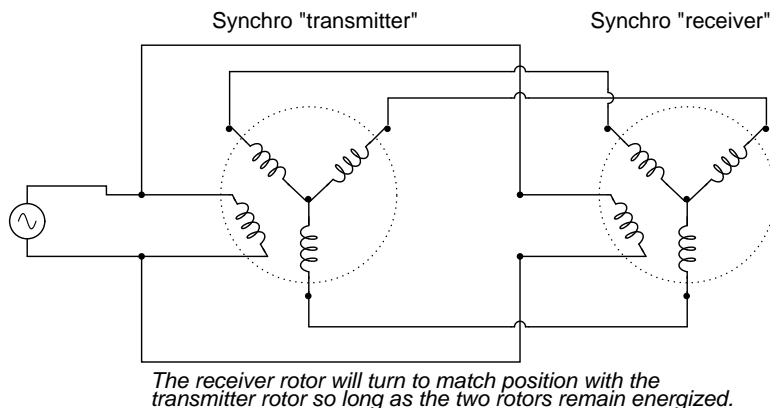 Synchro "transmitter"
Synchro "receiver"
The receiver rotor will turn to match position with the
transmitter rotor so long as the two rotors remain energized.